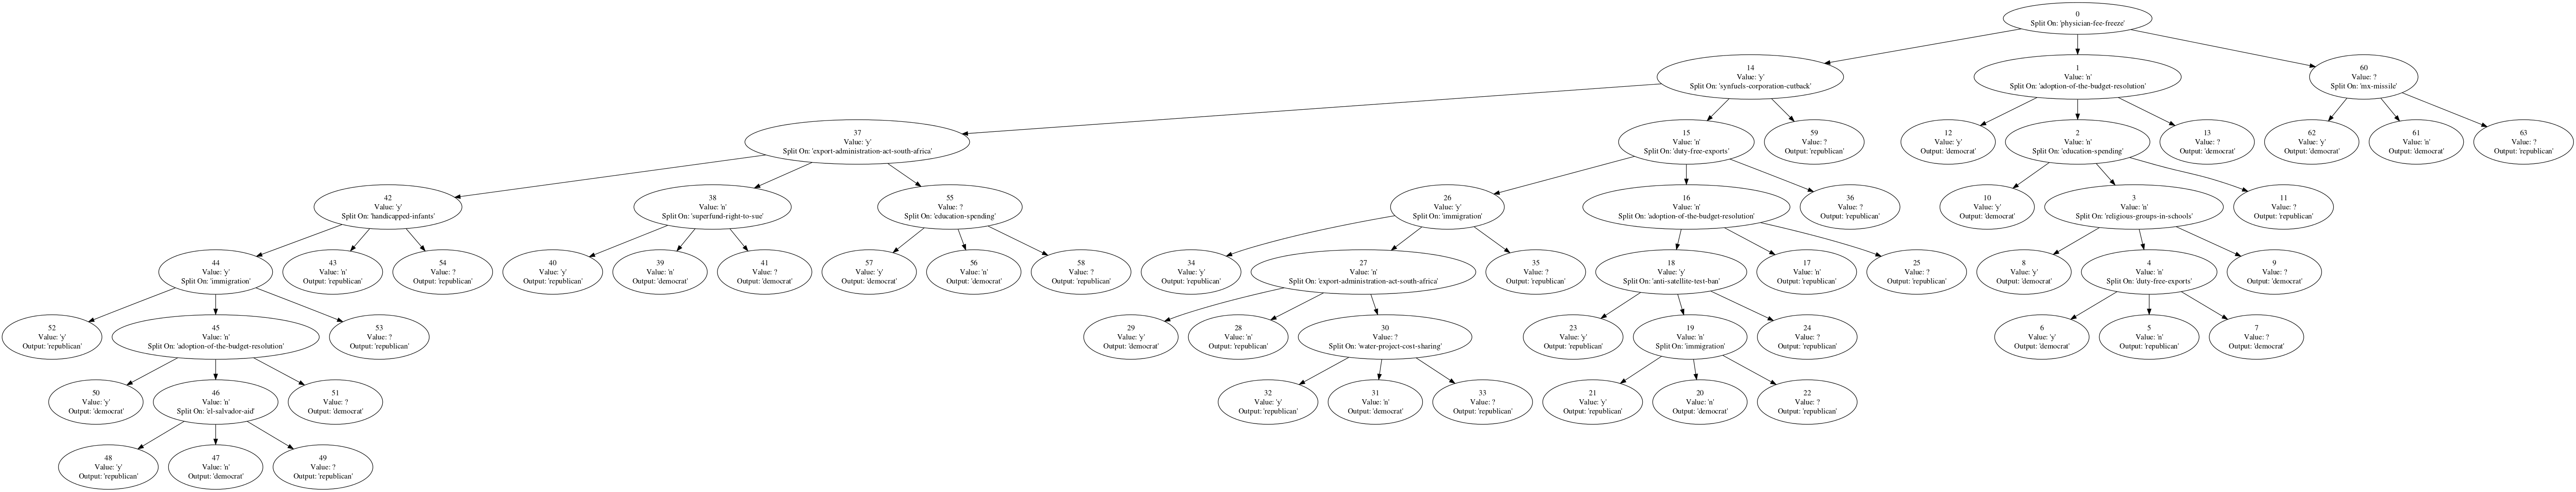 0
Split On: 'physician-fee-freeze'
14
Value: 'y'
Split On: 'synfuels-corporation-cutback'
1
Value: 'n'
Split On: 'adoption-of-the-budget-resolution'
60
Value: ?
Split On: 'mx-missile'
37
Value: 'y'
Split On: 'export-administration-act-south-africa'
15
Value: 'n'
Split On: 'duty-free-exports'
59
Value: ?
Output: 'republican'
12
Value: 'y'
Output: 'democrat'
2
Value: 'n'
Split On: 'education-spending'
13
Value: ?
Output: 'democrat'
62
Value: 'y'
Output: 'democrat'
61
Value: 'n'
Output: 'democrat'
63
Value: ?
Output: 'republican'
42
Value: 'y'
Split On: 'handicapped-infants'
38
Value: 'n'
Split On: 'superfund-right-to-sue'
55
Value: ?
Split On: 'education-spending'
26
Value: 'y'
Split On: 'immigration'
16
Value: 'n'
Split On: 'adoption-of-the-budget-resolution'
36
Value: ?
Output: 'republican'
10
Value: 'y'
Output: 'democrat'
3
Value: 'n'
Split On: 'religious-groups-in-schools'
11
Value: ?
Output: 'republican'
44
Value: 'y'
Split On: 'immigration'
43
Value: 'n'
Output: 'republican'
54
Value: ?
Output: 'republican'
40
Value: 'y'
Output: 'republican'
39
Value: 'n'
Output: 'democrat'
41
Value: ?
Output: 'democrat'
57
Value: 'y'
Output: 'democrat'
56
Value: 'n'
Output: 'democrat'
58
Value: ?
Output: 'republican'
34
Value: 'y'
Output: 'republican'
27
Value: 'n'
Split On: 'export-administration-act-south-africa'
35
Value: ?
Output: 'republican'
18
Value: 'y'
Split On: 'anti-satellite-test-ban'
17
Value: 'n'
Output: 'republican'
25
Value: ?
Output: 'republican'
8
Value: 'y'
Output: 'democrat'
4
Value: 'n'
Split On: 'duty-free-exports'
9
Value: ?
Output: 'democrat'
52
Value: 'y'
Output: 'republican'
45
Value: 'n'
Split On: 'adoption-of-the-budget-resolution'
53
Value: ?
Output: 'republican'
29
Value: 'y'
Output: 'democrat'
28
Value: 'n'
Output: 'republican'
30
Value: ?
Split On: 'water-project-cost-sharing'
23
Value: 'y'
Output: 'republican'
19
Value: 'n'
Split On: 'immigration'
24
Value: ?
Output: 'republican'
6
Value: 'y'
Output: 'democrat'
5
Value: 'n'
Output: 'republican'
7
Value: ?
Output: 'democrat'
50
Value: 'y'
Output: 'democrat'
46
Value: 'n'
Split On: 'el-salvador-aid'
51
Value: ?
Output: 'democrat'
32
Value: 'y'
Output: 'republican'
31
Value: 'n'
Output: 'democrat'
33
Value: ?
Output: 'republican'
21
Value: 'y'
Output: 'republican'
20
Value: 'n'
Output: 'democrat'
22
Value: ?
Output: 'republican'
48
Value: 'y'
Output: 'republican'
47
Value: 'n'
Output: 'democrat'
49
Value: ?
Output: 'republican'